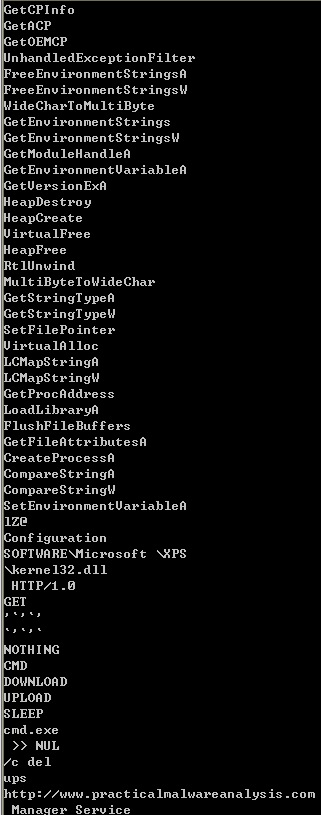 GetCPInfo
GetACP
GetOEMCP
UnhandledExceptionFilter
FreeEnvironmentStringsA
FreeEnvironmentStringsW
WideCharToMultiByte
GetEnvironmentStrings
GetEnvironmentStringsW
GetModuleHandleA
GetEnvironmentVariableA
GetVersionExA
HeapDestroy
HeapCreate
VirtualFree
HeapFree
RtlUnwind
MultiByteToWideChar
GetStringTypeA
GetStringTypeW
SetFilePointer
VirtualAlloc
LCMapStringA
LCMapStringW
GetProcAddress
LoadLibraryA
FlushFileBuffers
GetFileAttributesA
CreateProcessA
CompareStringA
CompareStringW
SetEnvironmentVariableA
lZ@
Configuration
SOFTWARE\Microsoft \XPS
\kernel32.dll
 HTTP/1.0
GET
'`'`'
`'`'`
NOTHING
CMD
DOWNLOAD
UPLOAD
SLEEP
cmd.exe
 >> NUL
/c del
ups
http://www.practicalmalwareanalysis.com
 Manager Service